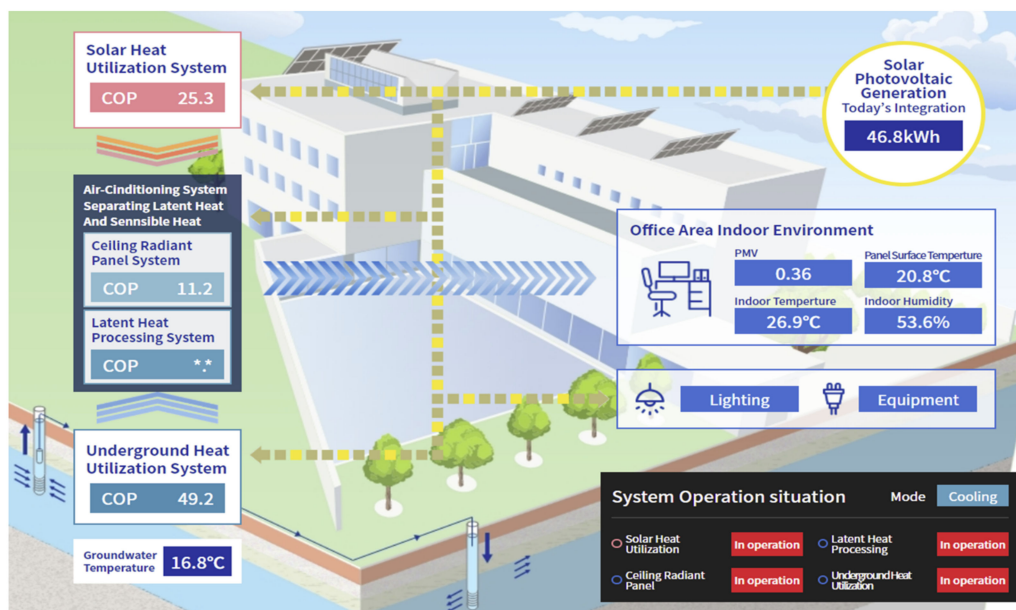 Solar Heat
Utilization System
COP 25.3
Air-Cinditioning System
Separating Latent Heat
And Sennsible Heat
Ceiling Radiant
Panel System
COP 11.2
Latent Heat
Processing System
COP *.*
Underground Heat
Utilization System
COP 49.2
Groundwater
Temperature
16.8°C
Solar
Photovoltaic
Generation
Today's Integration
46.8kWh
Office Area Indoor Environment
PMV
0.36
Panel Surface Temperture
20.8°C
Indoor Temperture
26.9°C
Indoor Humidity
53.6%
Lighting
Equipment
System Operation situation
Mode
Cooling
Solar Heat
Utilization
In operation
Latent Heat
Processing
In operation
Ceiling Radiant
Panel
In operation
Underground Heat
Utilization
In operation